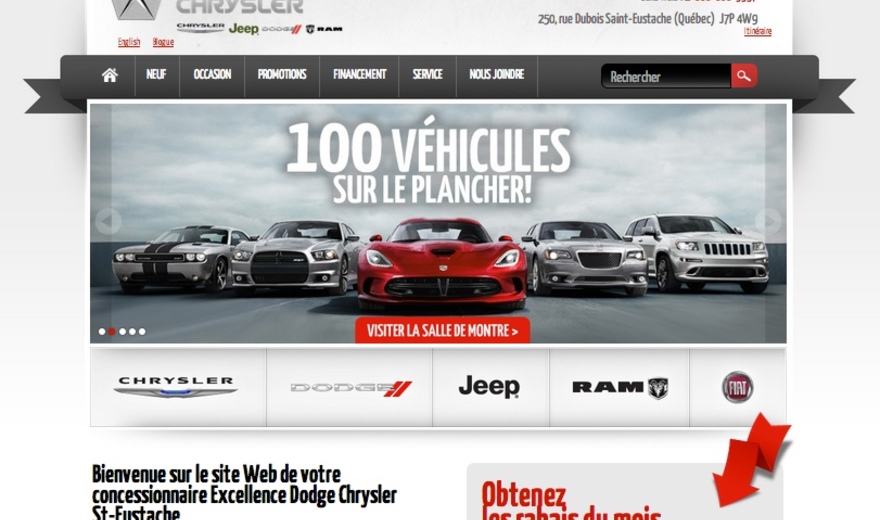 CHRYSLER
CHRYSLER Jeep DODGE RAM
250, rue Dubois Saint-Eustache (Québec) J7P 4W9
Itinéraire
English Blogue
NEUF OCCASION PROMOTIONS FINANCEMENT SERVICE NOUS JOINDRE
Rechercher
100 VÉHICULES
SUR LE PLANCHER!
VISITER LA SALLE DE MONTRE >
CHRYSLER DODGE Jeep RAM FIAT
Bienvenue sur le site Web de votre
concessionnaire Excellence Dodge Chrysler
St-Eustache
Obtenez
les rabais du mois